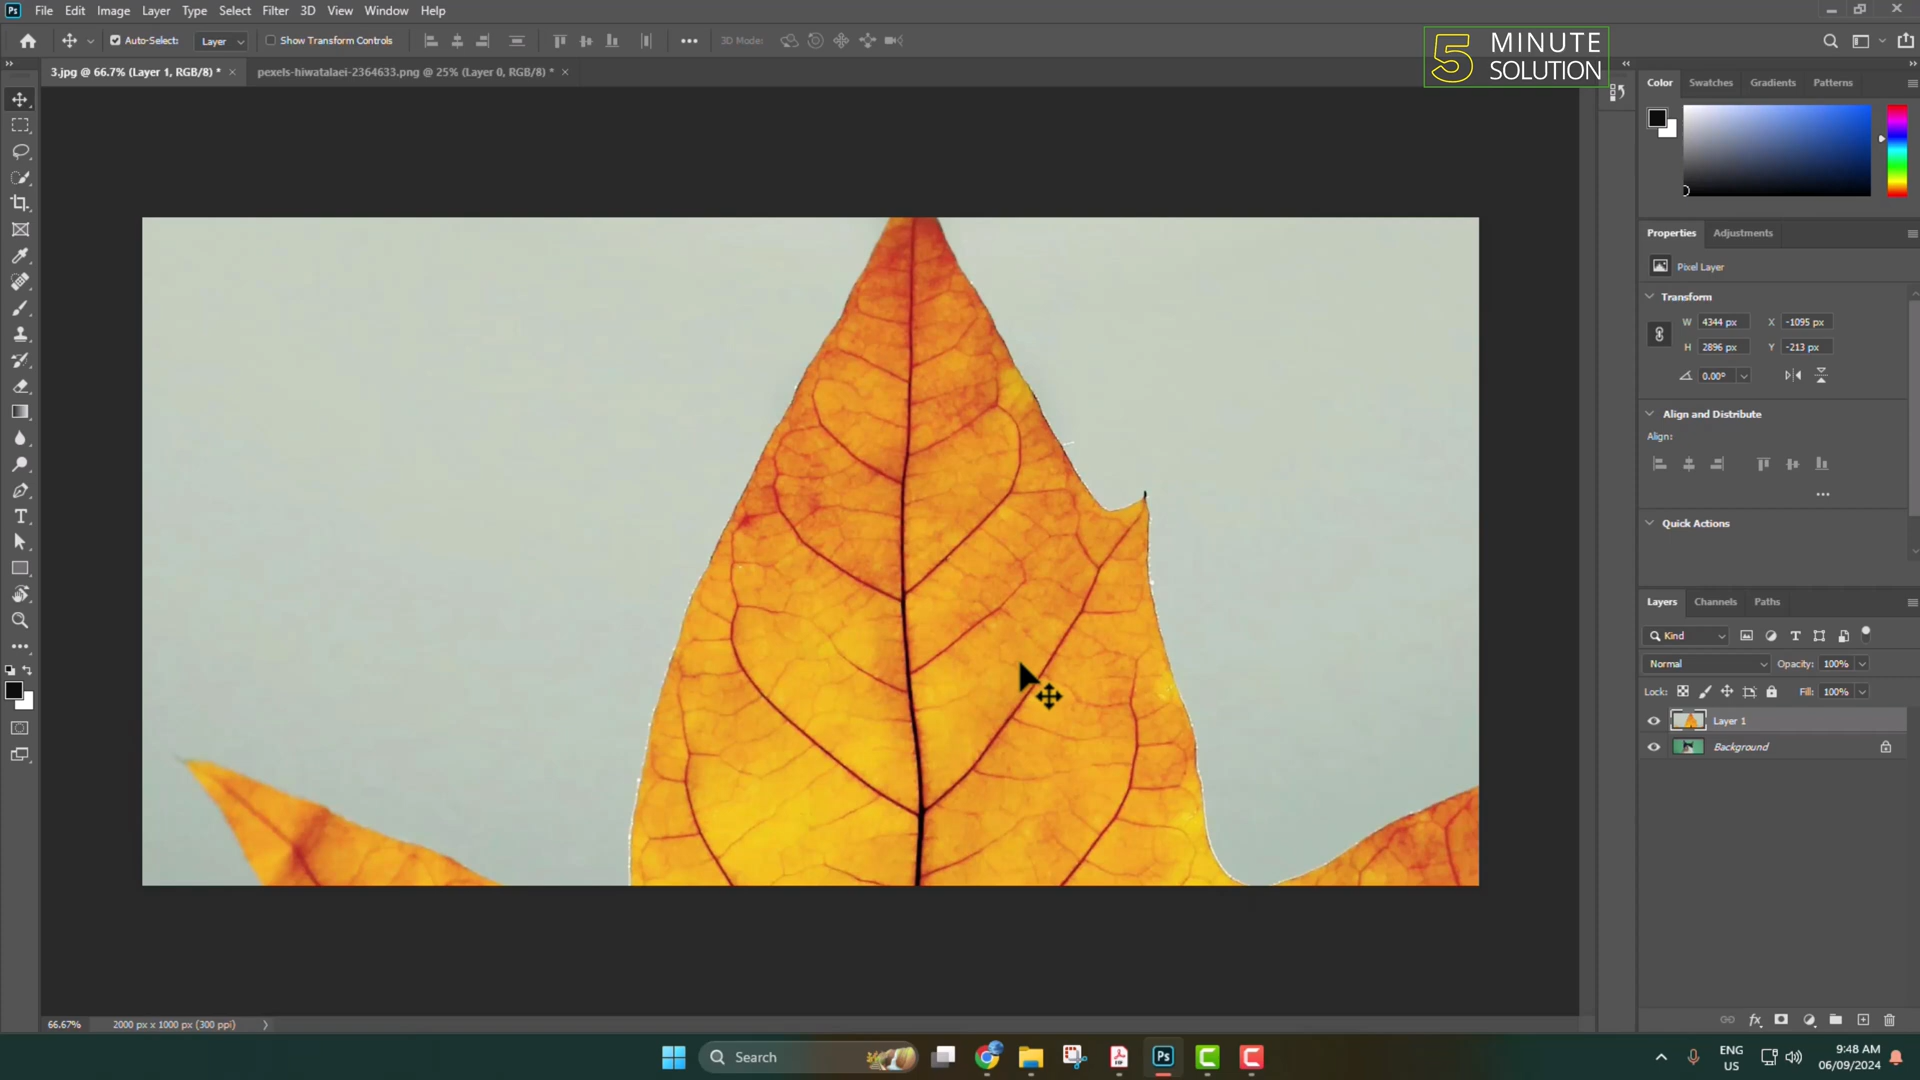 Ps File Edit Image Layer Type Select Filter 3D View Window Help
Auto-Select: Layer Show Transform Controls 3D Mode:
5 MINUTE SOLUTION
3.jpg @ 66.7% (Layer 1, RGB/8) * pexels-hiwatalaei-2364633.png @ 25% (Layer 0, RGB/8) *
Color Swatches Gradients Patterns
Properties Adjustments
Pixel Layer
Transform
W 4344 px X -1095 px
H 2896 px Y -213 px
0.00°
Align and Distribute
Align:
Quick Actions
Layers Channels Paths
Kind
Normal Opacity: 100%
Lock: Fill: 100%
Layer 1
Background
T
66.67% 2000 px x 1000 px (300 ppi)
Search
Ps
ENG US
9:48 AM
06/09/2024